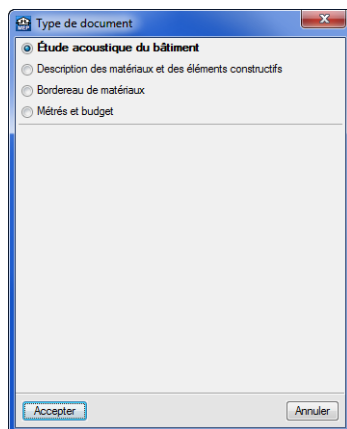 Type de document
Étude acoustique du bâtiment
Description des matériaux et des éléments constructifs
Bordereau de matériaux
Métrés et budget
Accepter Annuler